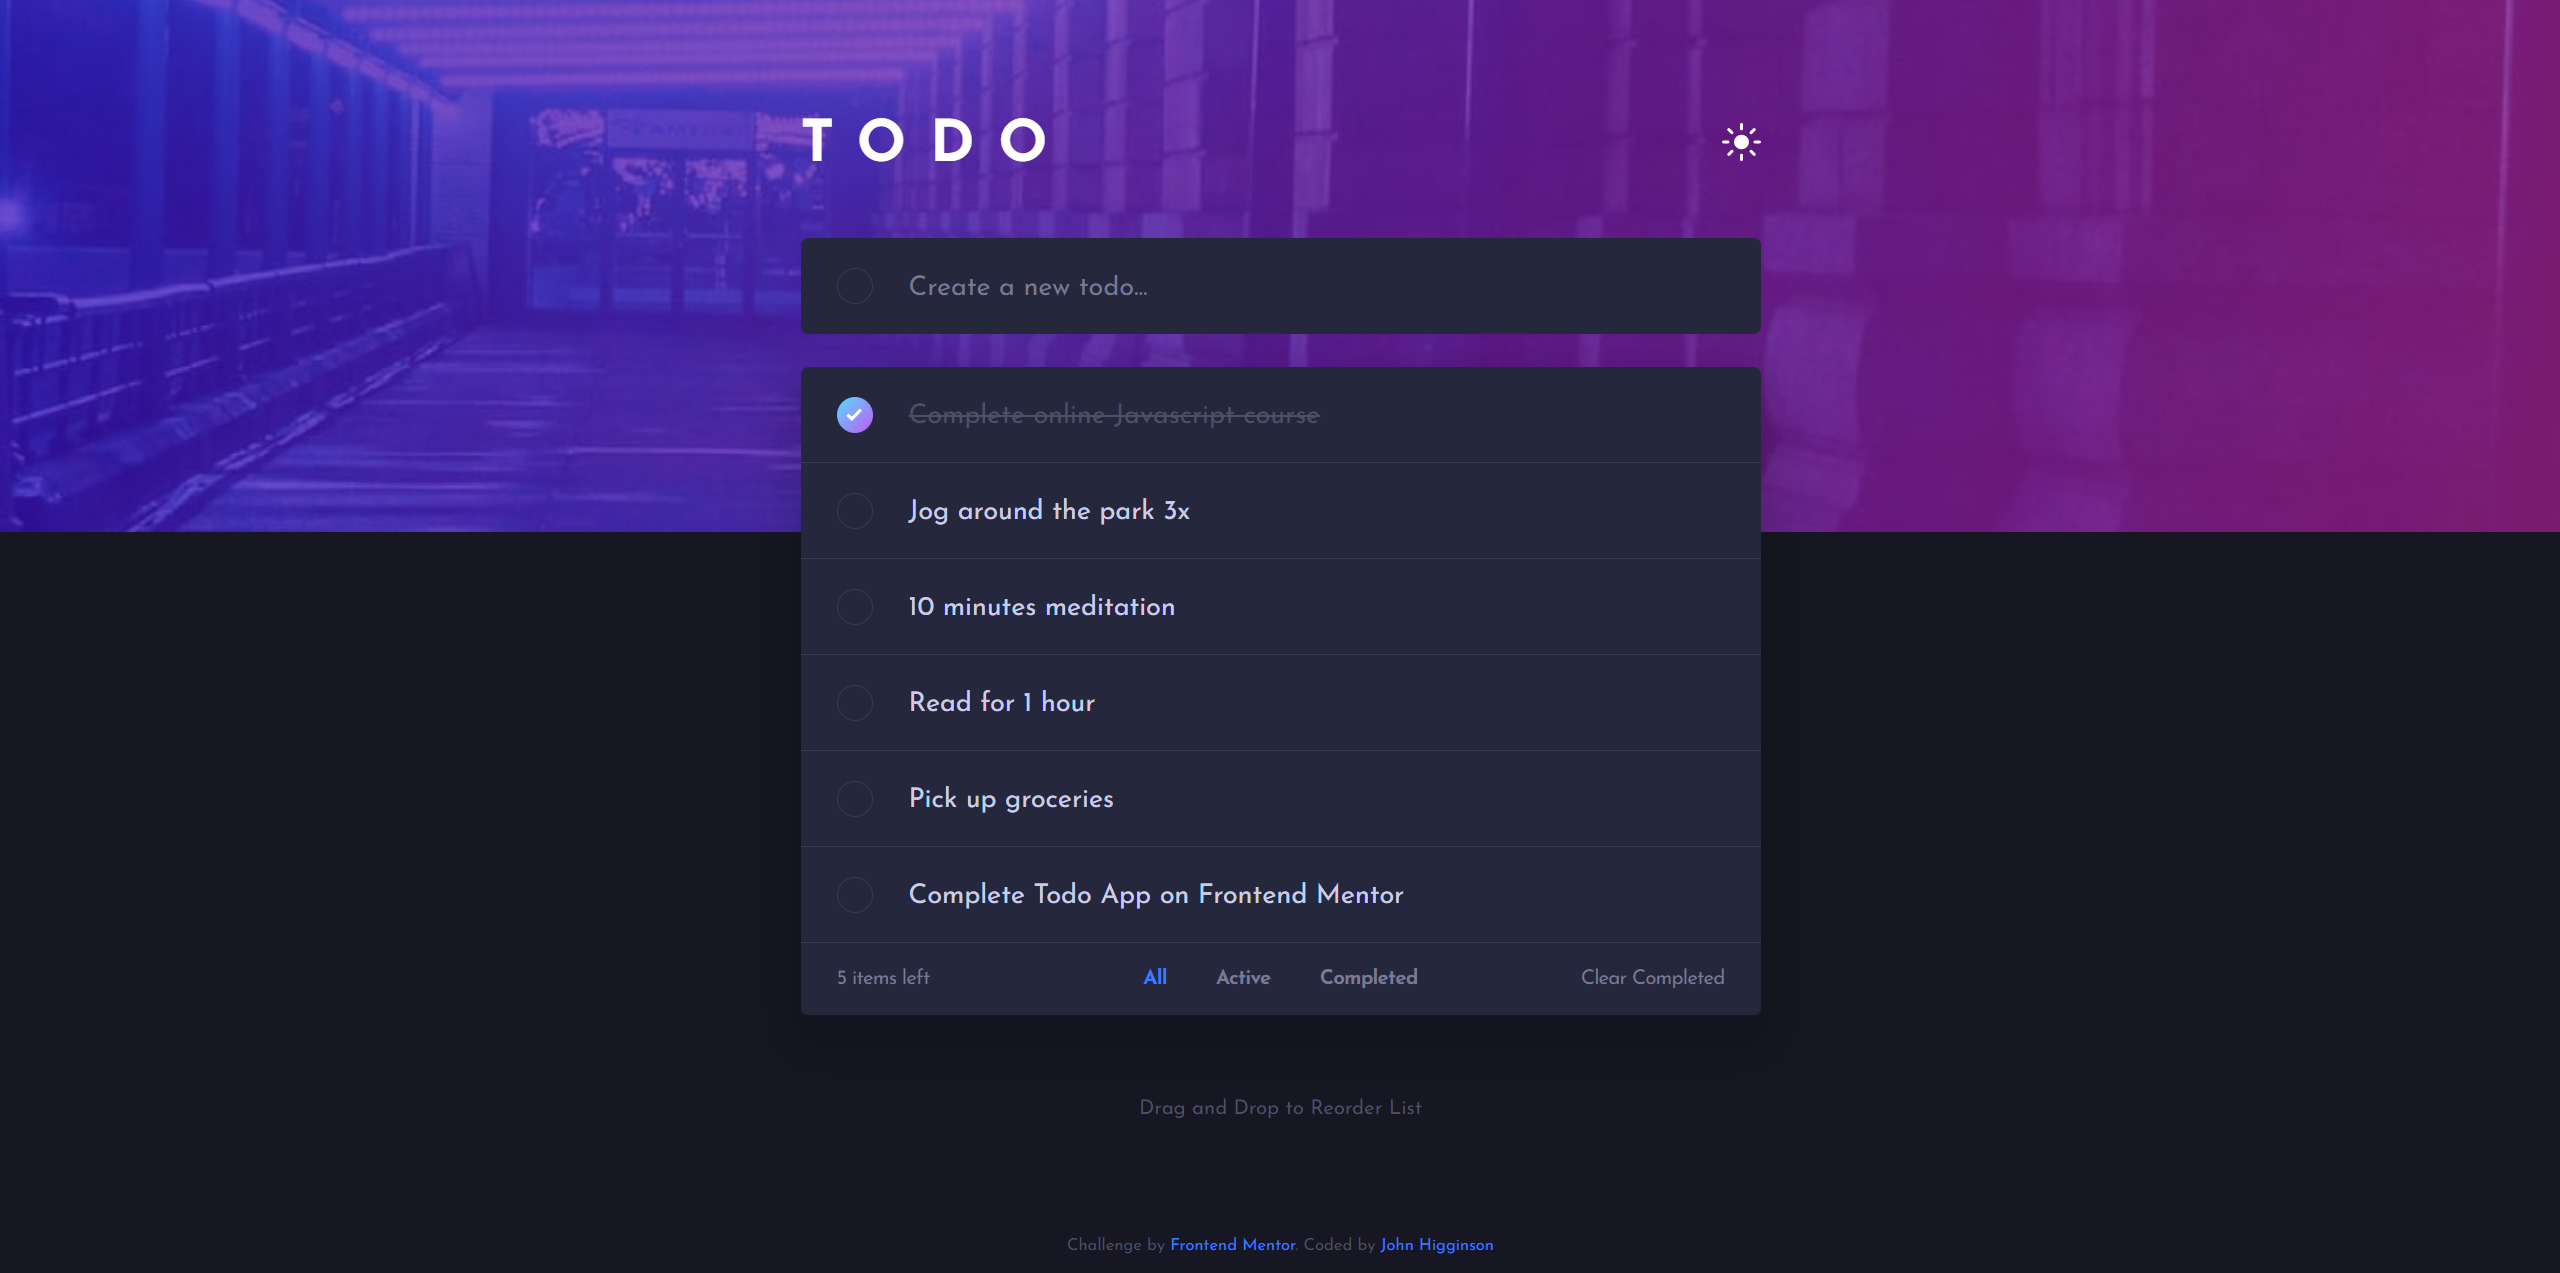 TODO
Create a new todo...
Complete online Javascript course
Jog around the park 3x
10 minutes meditation
Read for 1 hour
Pick up groceries
Complete Todo App on Frontend Mentor
5 items left All Active Completed Clear Completed
Drag and Drop to Reorder List
Challenge by Frontend Mentor. Coded by John Higginson